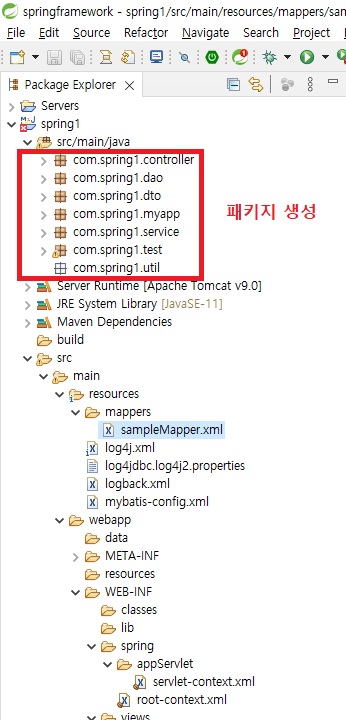 springframework - spring1/src/main/resources/mappers/sam
File Edit Source Refactor Navigate Search Project
Package Explorer
Servers
spring1
src/main/java
com.spring1.controller
com.spring1.dao
com.spring1.dto
com.spring1.myapp
com.spring1.service
com.spring1.test
com.spring1.util
패키지 생성
Server Runtime [Apache Tomcat v9.0]
JRE System Library [JavaSE-11]
Maven Dependencies
build
src
main
resources
mappers
sampleMapper.xml
log4j.xml
log4jdbc.log4j2.properties
logback.xml
mybatis-config.xml
webapp
data
META-INF
resources
WEB-INF
classes
lib
spring
appServlet
servlet-context.xml
root-context.xml
views